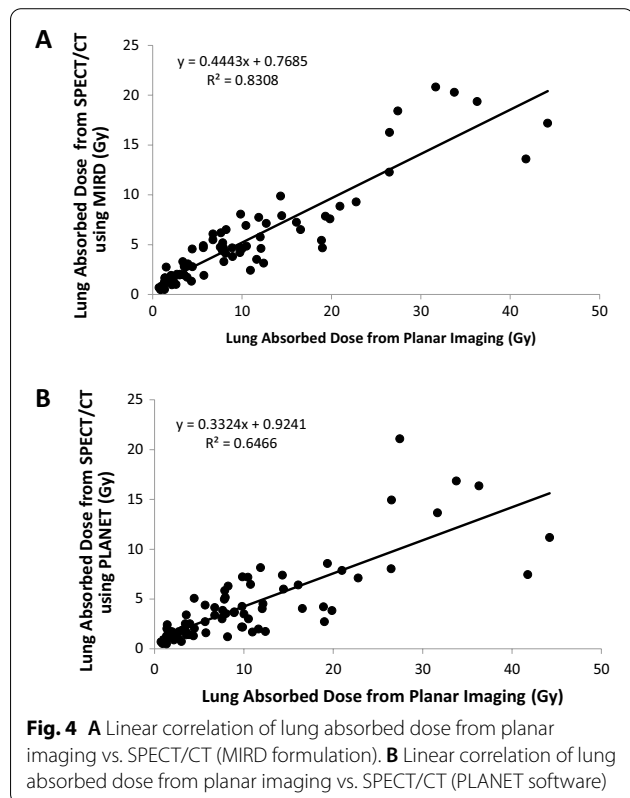 A
Lung Absorbed Dose from SPECT/CT
using MIRD (Gy)
25
20
15
10
5
0
y = 0.4443x + 0.7685
R² = 0.8308
0 10 20 30 40 50
Lung Absorbed Dose from Planar Imaging (Gy)
B
Lung Absorbed Dose from SPECT/CT
using PLANET (Gy)
25
20
15
10
5
0
y = 0.3324x + 0.9241
R² = 0.6466
0 10 20 30 40 50
Lung Absorbed Dose from Planar Imaging (Gy)
Fig. 4 A Linear correlation of lung absorbed dose from planar
imaging vs. SPECT/CT (MIRD formulation). B Linear correlation of lung
absorbed dose from planar imaging vs. SPECT/CT (PLANET software)